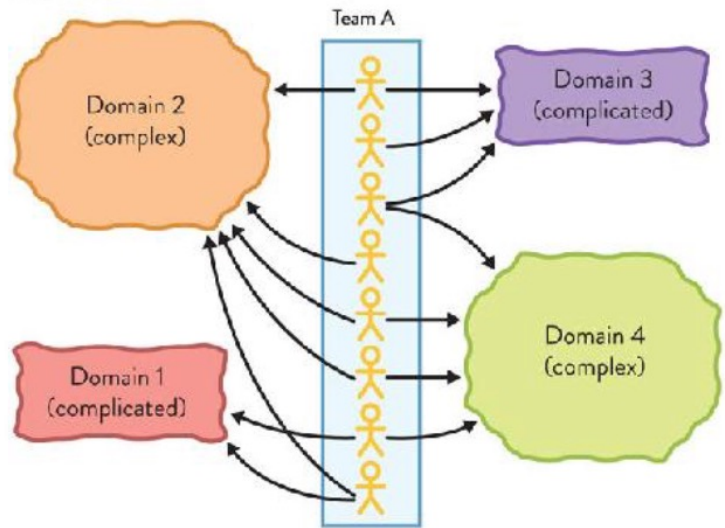 Team A
Domain 2
(complex)
Domain 3
(complicated)
Domain 4
(complex)
Domain 1
(complicated)